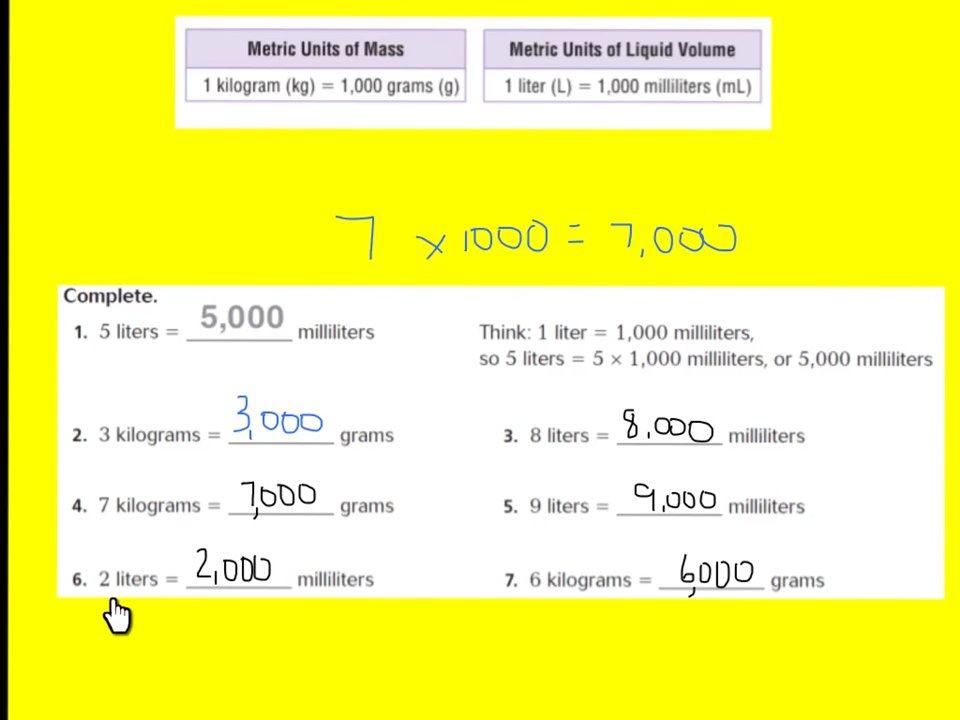 Metric Units of Mass
1 kilogram (kg) = 1,000 grams (g)
Metric Units of Liquid Volume
1 liter (L) = 1,000 milliliters (mL)
7 × 1000 = 7,000
Complete.
1. 5 liters = 5,000 milliliters
Think: 1 liter = 1,000 milliliters,
so 5 liters = 5 × 1,000 milliliters, or 5,000 milliliters
2. 3 kilograms = 3,000 grams
3. 8 liters = 8,000 milliliters
4. 7 kilograms = 7,000 grams
5. 9 liters = 9,000 milliliters
6. 2 liters = 2,000 milliliters
7. 6 kilograms = 6,000 grams